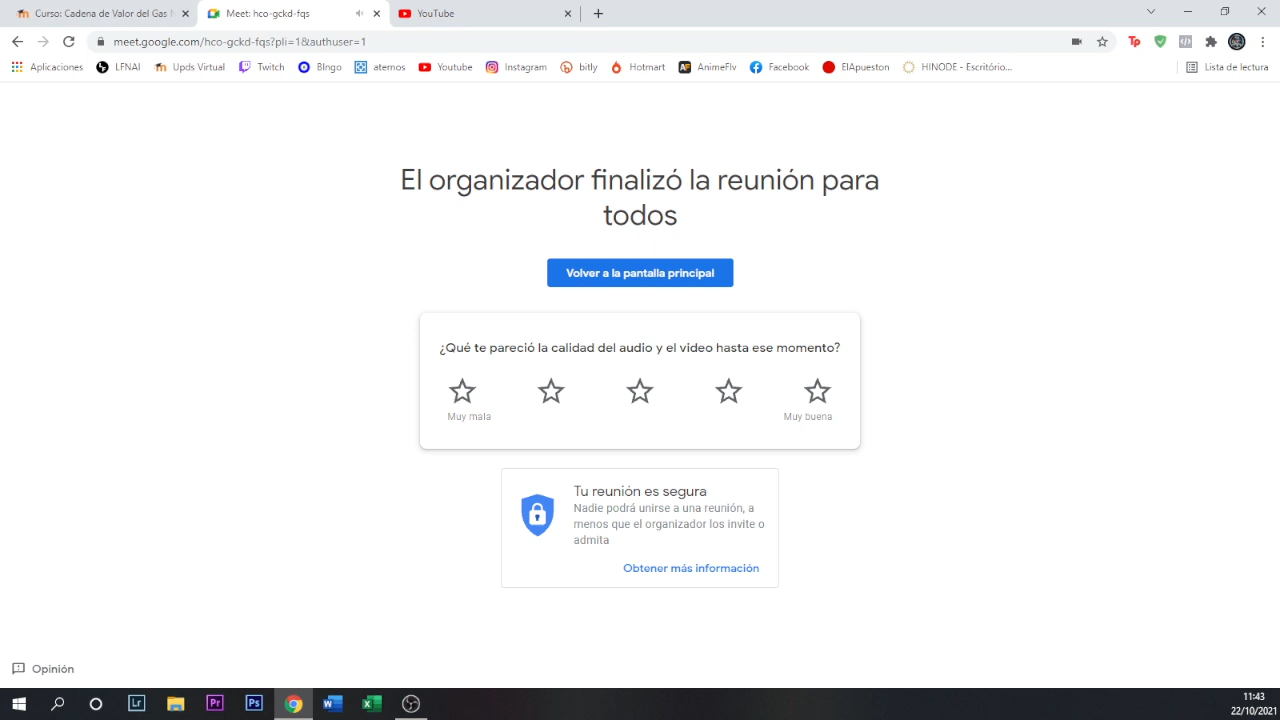 Curso: Cadena de Valor del Gas
Meet: hco-gckd-fqs
YouTube
meet.google.com/hco-gckd-fqs?pli=1&authuser=1
Aplicaciones
LFNAI
Upds Virtual
Twitch
BIngo
atemos
Youtube
Instagram
bitly
Hotmart
AnimeFlv
Facebook
ElApueston
HINODE - Escritório...
Lista de lectura
El organizador finalizó la reunión para
todos
Volver a la pantalla principal
¿Qué te pareció la calidad del audio y el video hasta ese momento?
Muy mala
Muy buena
Tu reunión es segura
Nadie podrá unirse a una reunión, a
menos que el organizador los invite o
admita
Obtener más información
Opinión
11:43
22/10/2021